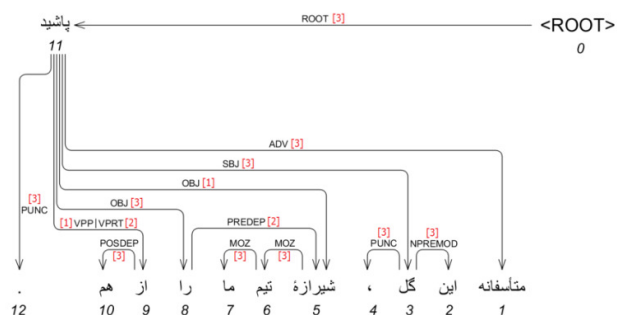 پاشید ROOT [3] <ROOT>
11 0
ADV [3]
SBJ [3]
OBJ [1]
[3] PUNC OBJ [3]
[1] VPP|VPRT [2] PREDEP [2] [3] PUNC [3] NPREMOD
POSDEP [3] MOZ [3] MOZ [3]
متأسفانه این گل ، شیرازهٔ تیم ما را از هم .
12 10 9 8 7 6 5 4 3 2 1